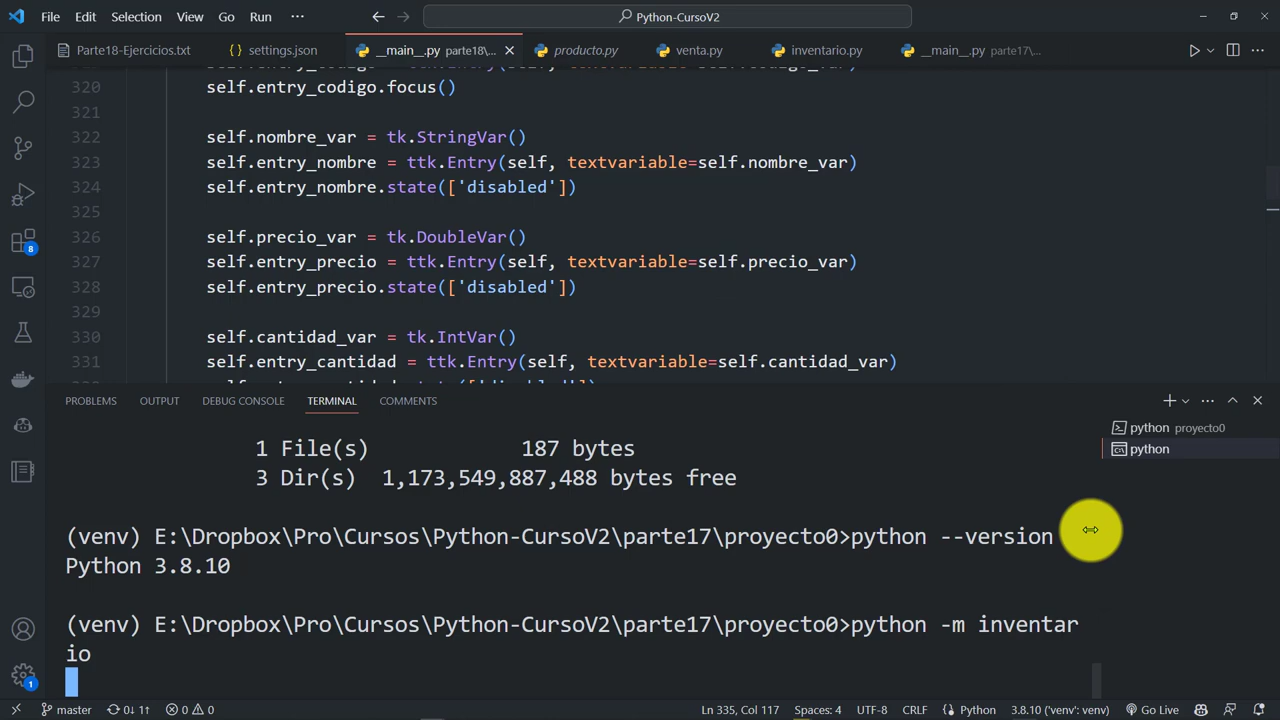 File Edit Selection View Go Run ··· Python-CursoV2
Parte18-Ejercicios.txt settings.json __main__.py parte18\... producto.py venta.py inventario.py __main__.py parte17\...
320 self.entry_codigo.focus()
321
322 self.nombre_var = tk.StringVar()
323 self.entry_nombre = ttk.Entry(self, textvariable=self.nombre_var)
324 self.entry_nombre.state(['disabled'])
325
326 self.precio_var = tk.DoubleVar()
327 self.entry_precio = ttk.Entry(self, textvariable=self.precio_var)
328 self.entry_precio.state(['disabled'])
329
330 self.cantidad_var = tk.IntVar()
331 self.entry_cantidad = ttk.Entry(self, textvariable=self.cantidad_var)
PROBLEMS OUTPUT DEBUG CONSOLE TERMINAL COMMENTS
python proyecto0
python
1 File(s) 187 bytes
3 Dir(s) 1,173,549,887,488 bytes free
(venv) E:\Dropbox\Pro\Cursos\Python-CursoV2\parte17\proyecto0>python --version
Python 3.8.10
(venv) E:\Dropbox\Pro\Cursos\Python-CursoV2\parte17\proyecto0>python -m inventar
io
8
1
master 0↓ 1↑ 0 0 Ln 335, Col 117 Spaces: 4 UTF-8 CRLF Python 3.8.10 ('venv': venv) Go Live